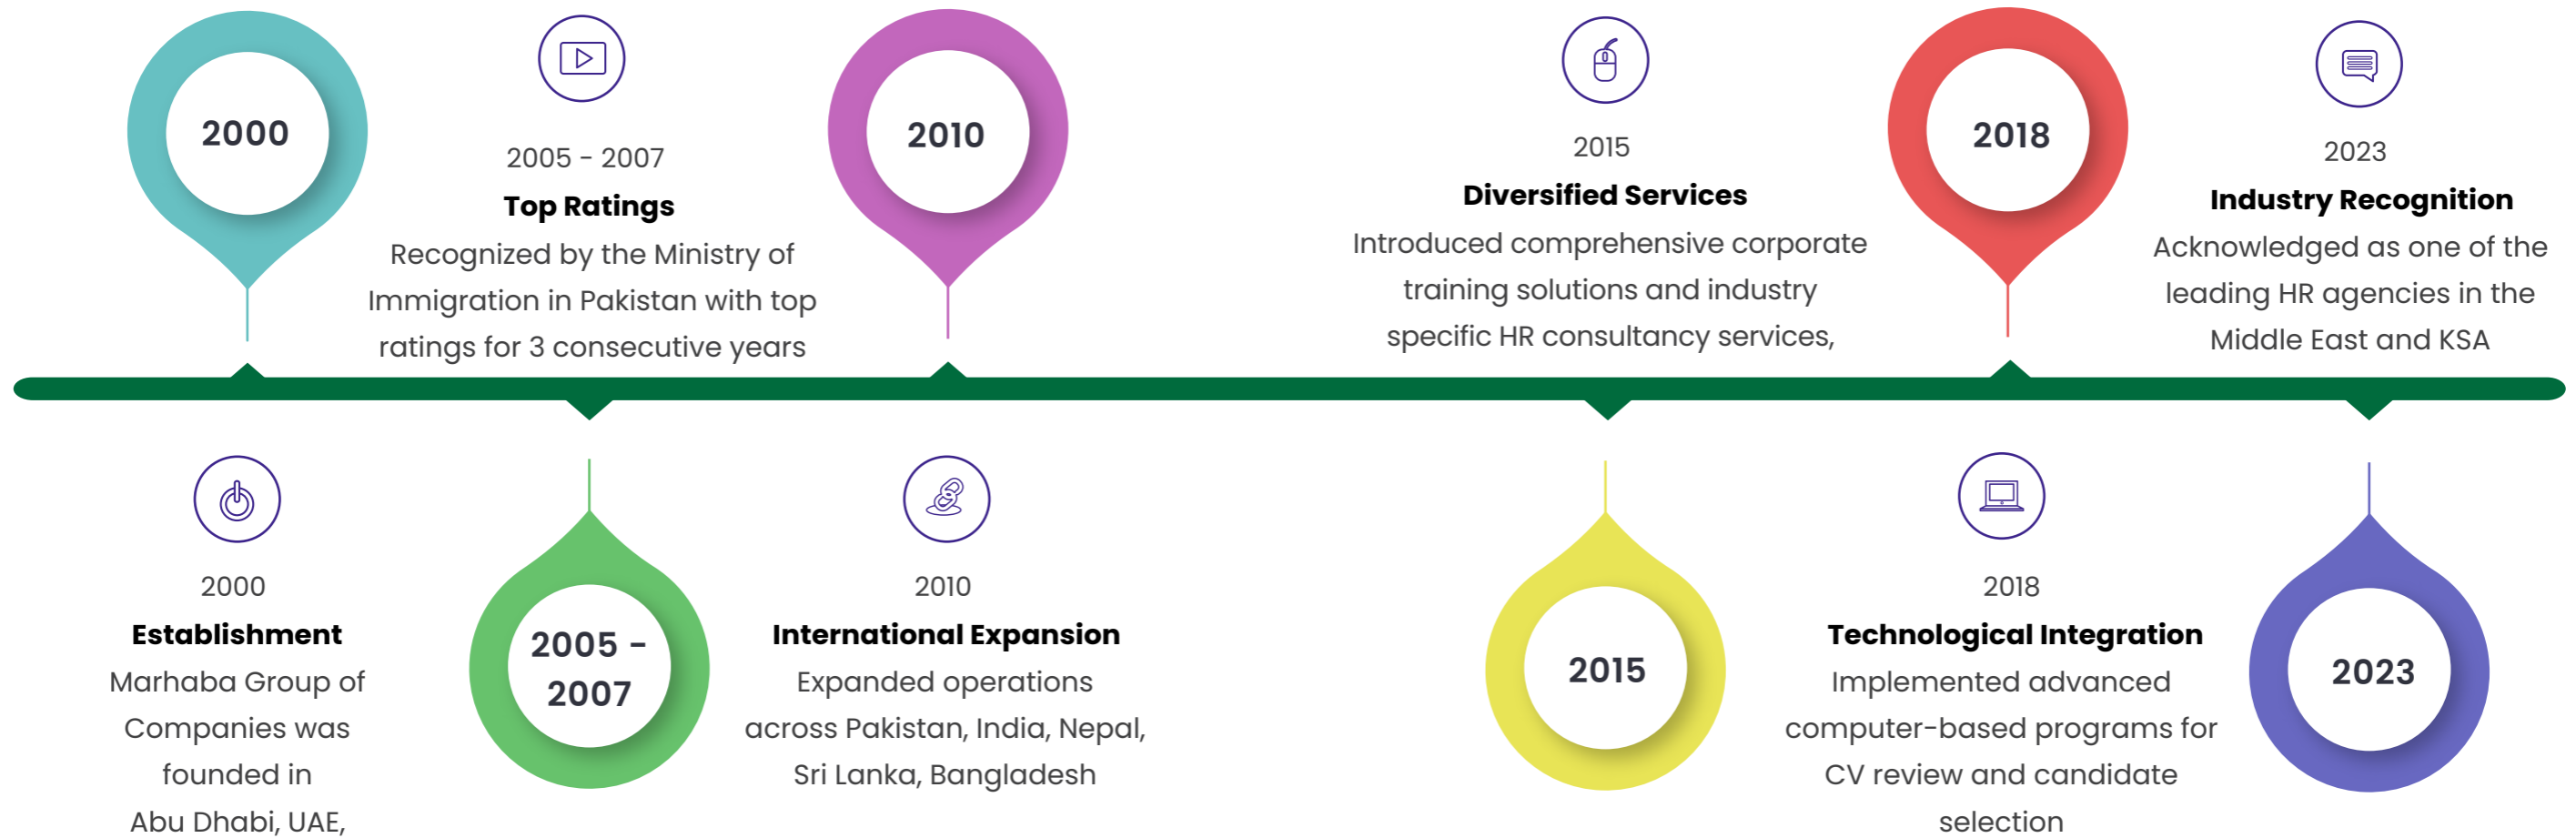 2000
2005 - 2007
Top Ratings
Recognized by the Ministry of
Immigration in Pakistan with top
ratings for 3 consecutive years
2010
2015
Diversified Services
Introduced comprehensive corporate
training solutions and industry
specific HR consultancy services,
2018
2023
Industry Recognition
Acknowledged as one of the
leading HR agencies in the
Middle East and KSA
2000
Establishment
Marhaba Group of
Companies was
founded in
Abu Dhabi, UAE,
2005 -
2007
2010
International Expansion
Expanded operations
across Pakistan, India, Nepal,
Sri Lanka, Bangladesh
2015
2018
Technological Integration
Implemented advanced
computer-based programs for
CV review and candidate
selection
2023